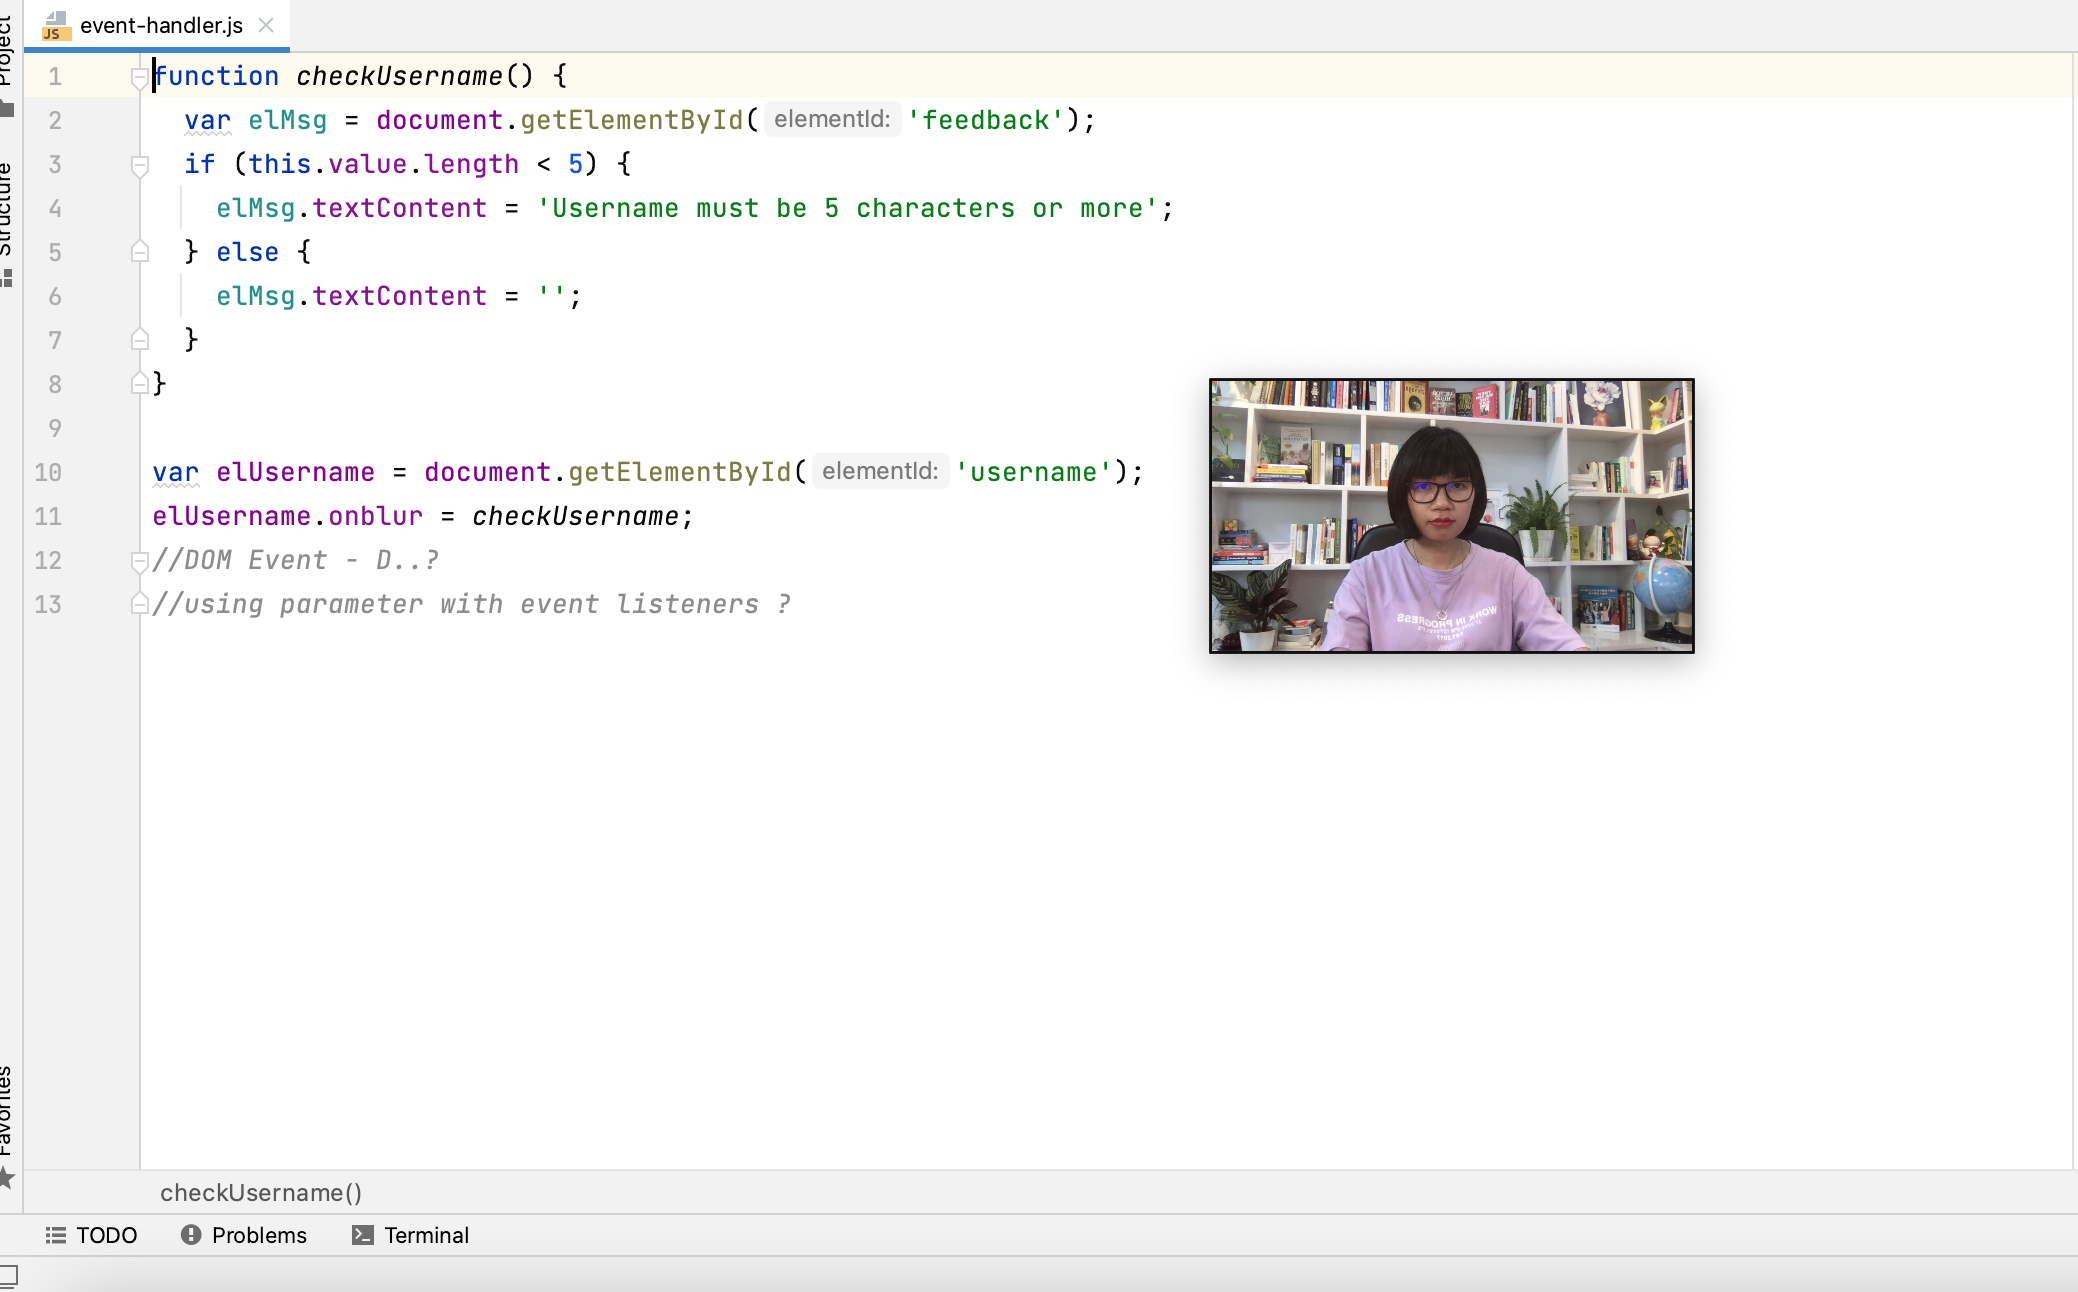 Project
event-handler.js
1 function checkUsername() {
2 var elMsg = document.getElementById( elementId: 'feedback');
3 if (this.value.length < 5) {
4 elMsg.textContent = 'Username must be 5 characters or more';
5 } else {
6 elMsg.textContent = '';
7 }
8 }
9
10 var elUsername = document.getElementById( elementId: 'username');
11 elUsername.onblur = checkUsername;
12 //DOM Event - D..?
13 //using parameter with event listeners ?
Structure
WORK IN PROGRESS
Favorites
checkUsername()
TODO Problems Terminal